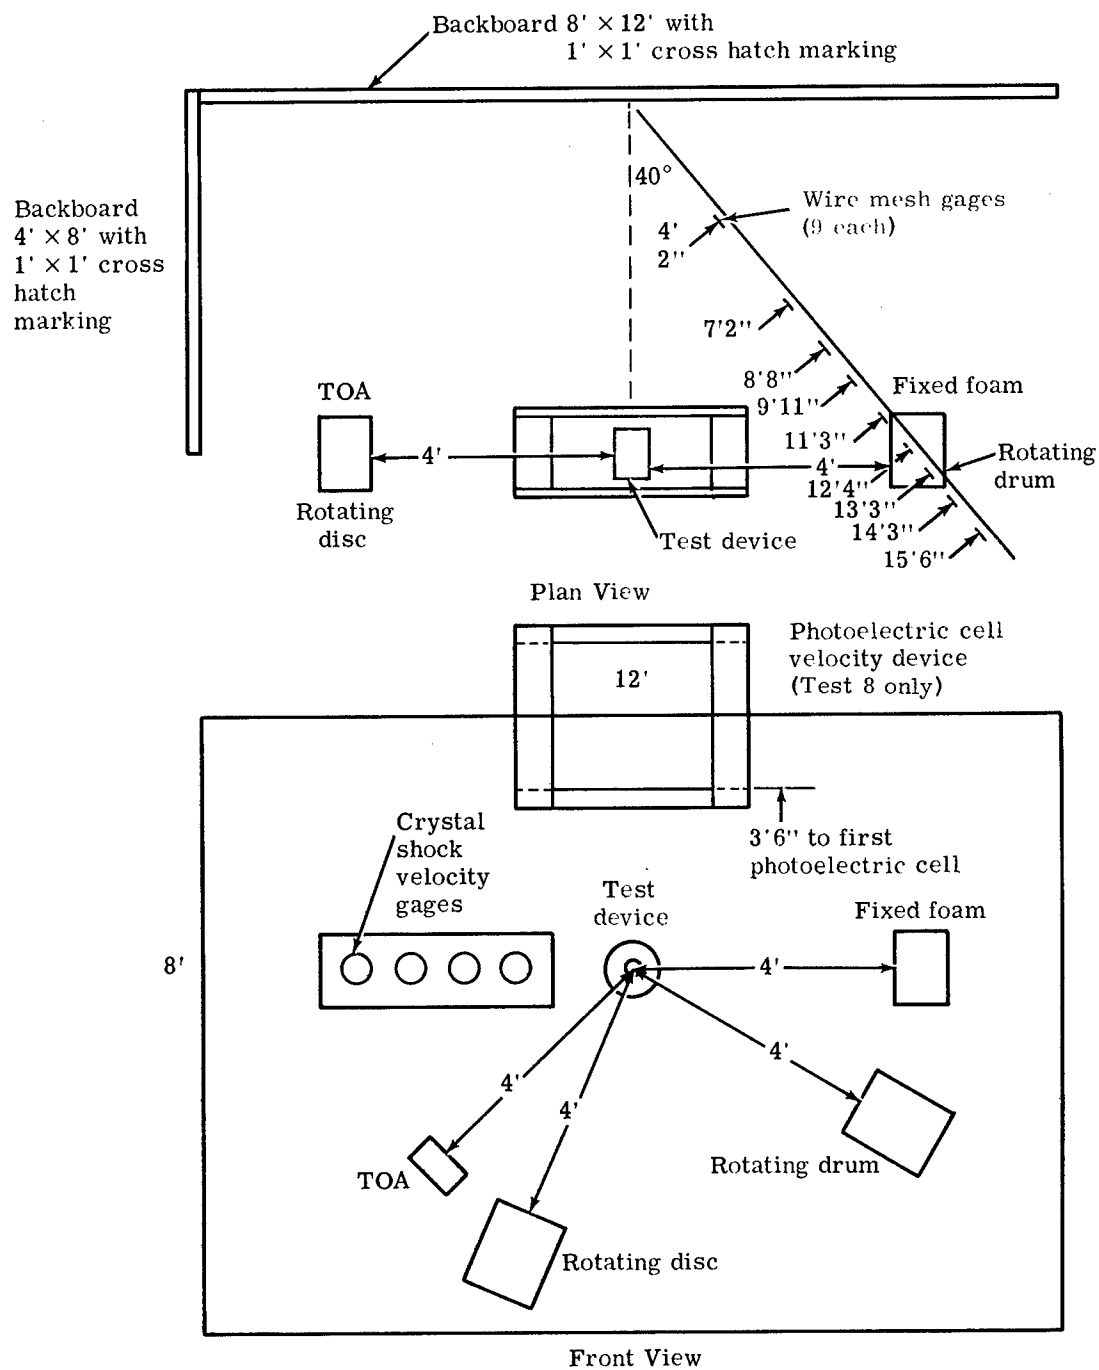 Backboard 8' × 12' with
1' × 1' cross hatch marking
40°
Wire mesh gages
(9 each)
Backboard
4' × 8' with
1' × 1' cross
hatch
marking
4'
2"
7'2"
8'8"
9'11"
11'3"
12'4"
13'3"
14'3"
15'6"
TOA
Fixed foam
4'
4'
Rotating
drum
Rotating
disc
Test device
Plan View
Photoelectric cell
velocity device
(Test 8 only)
12'
Crystal
shock
velocity
gages
3'6" to first
photoelectric cell
Test
device
Fixed foam
8'
4'
4'
4'
4'
TOA
Rotating drum
Rotating disc
Front View